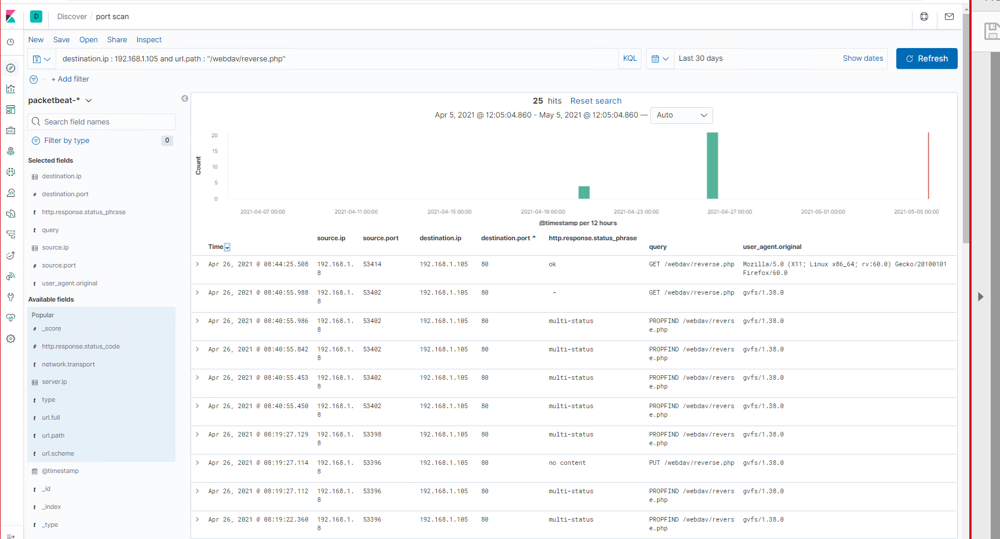 D Discover / port scan
New Save Open Share Inspect
destination.ip : 192.168.1.105 and url.path : "/webdav/reverse.php" KQL Last 30 days Show dates Refresh
+ Add filter
packetbeat-*
Search field names
Filter by type 0
Selected fields
destination.ip
# destination.port
t http.response.status_phrase
t query
source.ip
# source.port
t user_agent.original
Available fields
Popular
# _score
# http.response.status_code
t network.transport
server.ip
t type
t url.full
t url.path
t url.scheme
@timestamp
t _id
t _index
t _type
25 hits Reset search
Apr 5, 2021 @ 12:05:04.860 - May 5, 2021 @ 12:05:04.860 — Auto
Count
20
15
10
5
0
2021-04-07 00:00 2021-04-11 00:00 2021-04-15 00:00 2021-04-19 00:00 2021-04-23 00:00 2021-04-27 00:00 2021-05-01 00:00 2021-05-05 00:00
@timestamp per 12 hours
Time source.ip source.port destination.ip destination.port http.response.status_phrase query user_agent.original
Apr 26, 2021 @ 08:44:25.508 192.168.1. 53414 192.168.1.105 80 ok GET /webdav/reverse.php Mozilla/5.0 (X11; Linux x86_64; rv:60.0) Gecko/20100101
8 Firefox/60.0
Apr 26, 2021 @ 08:40:55.988 192.168.1. 53402 192.168.1.105 80 - GET /webdav/reverse.php gvfs/1.38.0
8
Apr 26, 2021 @ 08:40:55.986 192.168.1. 53402 192.168.1.105 80 multi-status PROPFIND /webdav/revers gvfs/1.38.0
8 e.php
Apr 26, 2021 @ 08:40:55.842 192.168.1. 53402 192.168.1.105 80 multi-status PROPFIND /webdav/revers gvfs/1.38.0
8 e.php
Apr 26, 2021 @ 08:40:55.453 192.168.1. 53402 192.168.1.105 80 multi-status PROPFIND /webdav/revers gvfs/1.38.0
8 e.php
Apr 26, 2021 @ 08:40:55.450 192.168.1. 53402 192.168.1.105 80 multi-status PROPFIND /webdav/revers gvfs/1.38.0
8 e.php
Apr 26, 2021 @ 08:19:27.129 192.168.1. 53398 192.168.1.105 80 multi-status PROPFIND /webdav/revers gvfs/1.38.0
8 e.php
Apr 26, 2021 @ 08:19:27.114 192.168.1. 53396 192.168.1.105 80 no content PUT /webdav/reverse.php gvfs/1.38.0
8
Apr 26, 2021 @ 08:19:27.112 192.168.1. 53396 192.168.1.105 80 multi-status PROPFIND /webdav/revers gvfs/1.38.0
8 e.php
Apr 26, 2021 @ 08:19:22.360 192.168.1. 53396 192.168.1.105 80 multi-status PROPFIND /webdav/revers gvfs/1.38.0
8 e.php